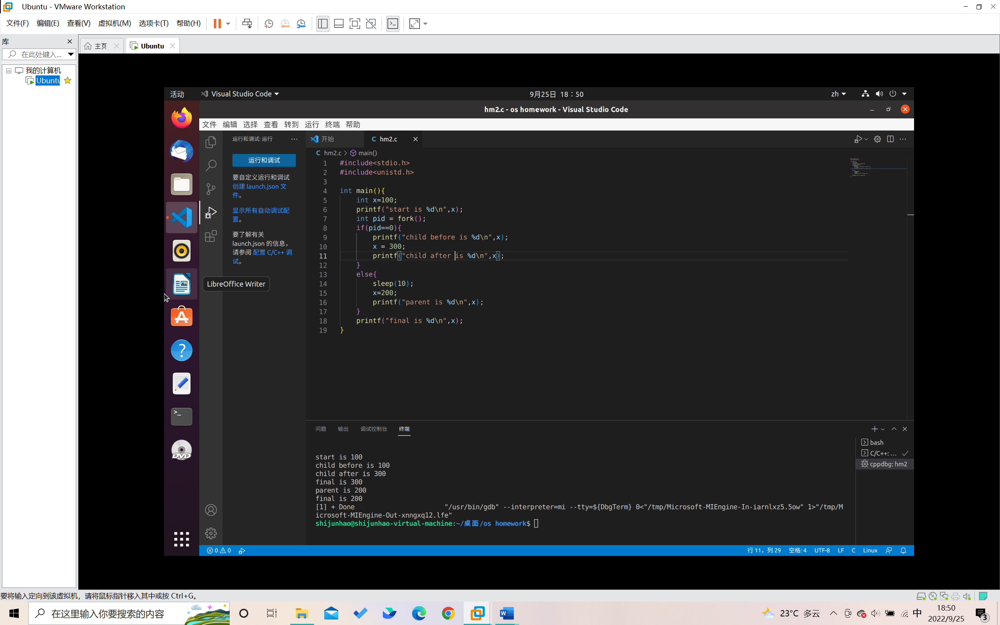 Ubuntu - VMware Workstation
文件(F) 编辑(E) 查看(V) 虚拟机(M) 选项卡(T) 帮助(H)
库
在此处键入...
我的计算机
Ubuntu
主页
Ubuntu
活动
Visual Studio Code
9月25日 18：50
zh
hm2.c - os homework - Visual Studio Code
文件 编辑 选择 查看 转到 运行 终端 帮助
运行和调试: 运行
运行和调试
要自定义运行和调试
创建 launch.json 文
件。
显示所有自动调试配
置。
要了解有关
launch.json 的信息，
请参阅 配置 C/C++ 调
试。
LibreOffice Writer
开始
C hm2.c
C hm2.c > main()
1 #include<stdio.h>
2 #include<unistd.h>
3
4 int main(){
5 int x=100;
6 printf("start is %d\n",x);
7 int pid = fork();
8 if(pid==0){
9 printf("child before is %d\n",x);
10 x = 300;
11 printf("child after is %d\n",x);
12 }
13 else{
14 sleep(10);
15 x=200;
16 printf("parent is %d\n",x);
17 }
18 printf("final is %d\n",x);
19 }
问题 输出 调试控制台 终端
start is 100
child before is 100
child after is 300
final is 300
parent is 200
final is 200
[1] + Done "/usr/bin/gdb" --interpreter=mi --tty=${DbgTerm} 0<"/tmp/Microsoft-MIEngine-In-iarnlxz5.5ow" 1>"/tmp/M
icrosoft-MIEngine-Out-xnngxq12.lfe"
shijunhao@shijunhao-virtual-machine:~/桌面/os homework$
bash
C/C++: ...
cppdbg: hm2
DVD
0 0
行 11，列 29 空格: 4 UTF-8 LF C Linux
要将输入定向到该虚拟机，请将鼠标指针移入其中或按 Ctrl+G。
在这里输入你要搜索的内容
23°C 多云
中
18:50
2022/9/25
3